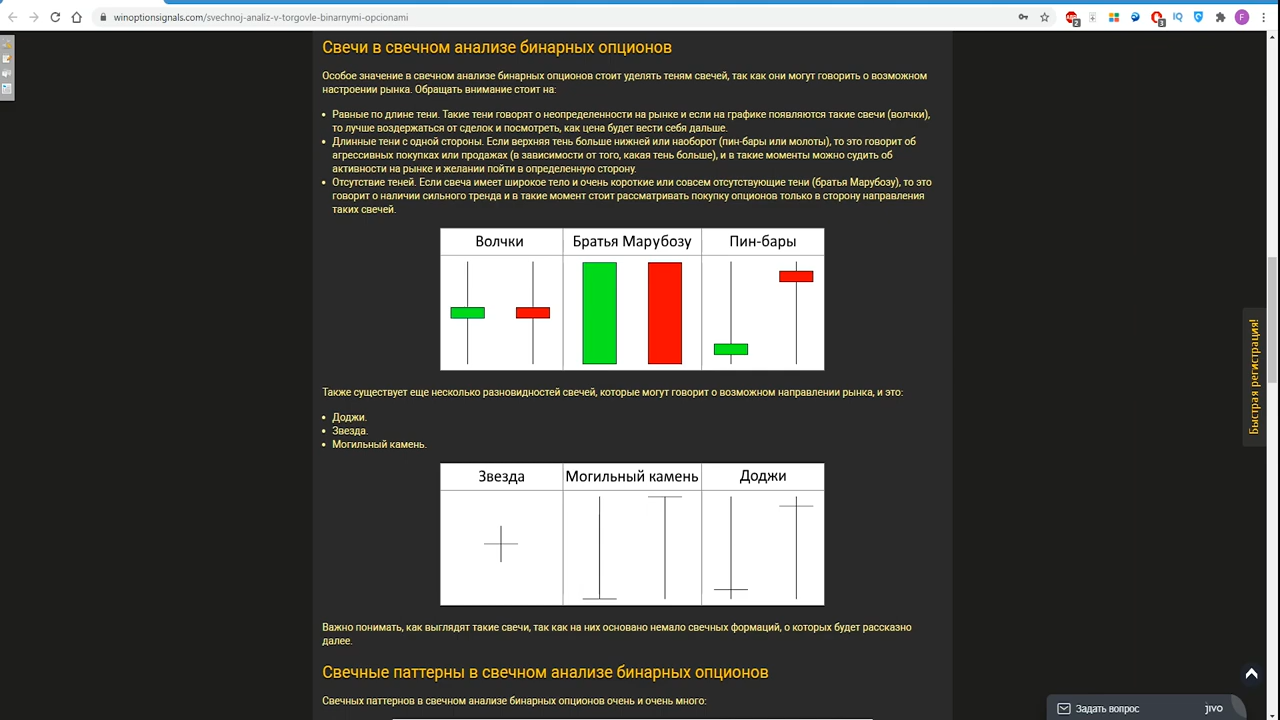 winoptionsignals.com/svechnoj-analiz-v-torgovle-binarnymi-opcionami
2
3
IQ
F
Свечи в свечном анализе бинарных опционов
Особое значение в свечном анализе бинарных опционов стоит уделять теням свечей, так как они могут говорить о возможном
настроении рынка. Обращать внимание стоит на:
Равные по длине тени. Такие тени говорят о неопределенности на рынке и если на графике появляются такие свечи (волчки),
то лучше воздержаться от сделок и посмотреть, как цена будет вести себя дальше.
Длинные тени с одной стороны. Если верхняя тень больше нижней или наоборот (пин-бары или молоты), то это говорит об
агрессивных покупках или продажах (в зависимости от того, какая тень больше), и в такие моменты можно судить об
активности на рынке и желании пойти в определенную сторону.
Отсутствие теней. Если свеча имеет широкое тело и очень короткие или совсем отсутствующие тени (братья Марубозу), то это
говорит о наличии сильного тренда и в такие момент стоит рассматривать покупку опционов только в сторону направления
таких свечей.
Волчки
Братья Марубозу
Пин-бары
Также существует еще несколько разновидностей свечей, которые могут говорит о возможном направлении рынка, и это:
Доджи.
Звезда.
Могильный камень.
Звезда
Могильный камень
Доджи
Важно понимать, как выглядят такие свечи, так как на них основано немало свечных формаций, о которых будет рассказно
далее.
Свечные паттерны в свечном анализе бинарных опционов
Свечных паттернов в свечном анализе бинарных опционов очень и очень много:
Быстрая регистрация!
Задать вопрос
jivo